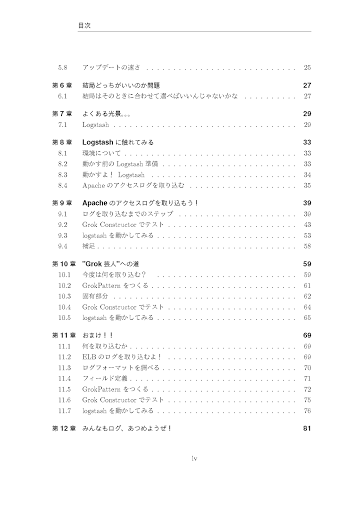 目次
5.8 アップデートの速さ 25
第 6 章 結局どっちがいいのか問題 27
6.1 結局はそのときに合わせて選べばいいんじゃないかな 27
第 7 章 よくある光景... 29
7.1 Logstash 29
第 8 章 Logstash に触れてみる 33
8.1 環境について 33
8.2 動かす前の Logstash 準備 33
8.3 動かすよ！ Logstash 34
8.4 Apache のアクセスログを取り込む 35
第 9 章 Apache のアクセスログを取り込もう！ 39
9.1 ログを取り込むまでのステップ 39
9.2 Grok Constructor でテスト 43
9.3 logstash を動かしてみる 53
9.4 補足 58
第 10 章 "Grok 芸人"への道 59
10.1 今度は何を取り込む？ 59
10.2 GrokPattern をつくる 61
10.3 固有部分 62
10.4 Grok Constructor でテスト 64
10.5 logstash を動かしてみる 65
第 11 章 おまけ！！ 69
11.1 何を取り込むか 69
11.2 ELB のログを取り込むよ！ 69
11.3 ログフォーマットを調べる 70
11.4 フィールド定義 71
11.5 GrokPattern をつくる 72
11.6 Grok Constructor でテスト 75
11.7 logstash を動かしてみる 76
第 12 章 みんなもログ、あつめようぜ！ 81
iv